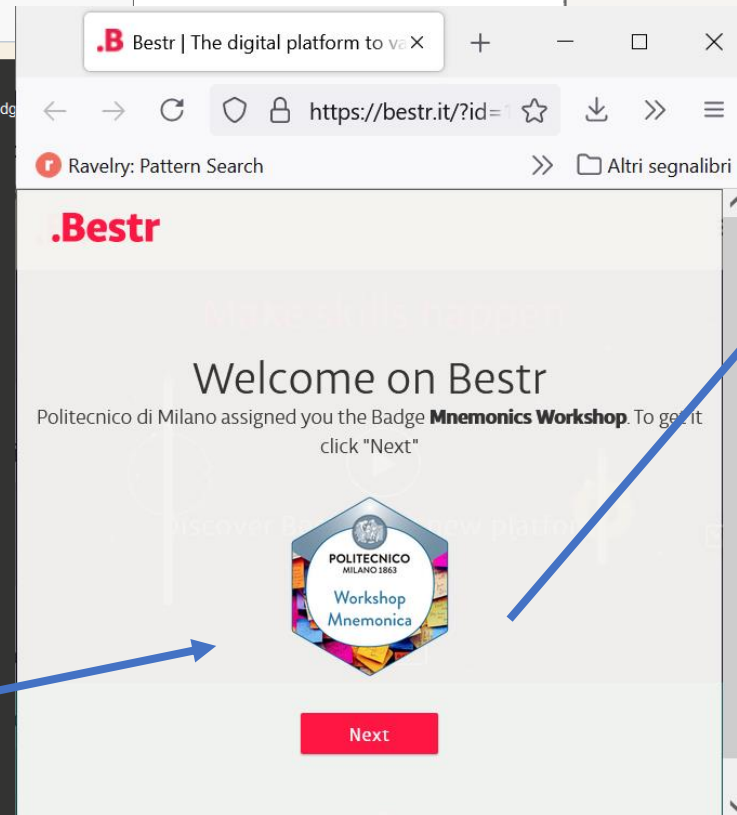 .B Bestr | The digital platform to va
https://bestr.it/?id=1
Ravelry: Pattern Search
Altri segnalibri
.Bestr
Make skills happen
Welcome on Bestr
Politecnico di Milano assigned you the Badge Mnemonics Workshop. To get it
click "Next"
POLITECNICO
MILANO 1863
Workshop
Mnemonica
Next